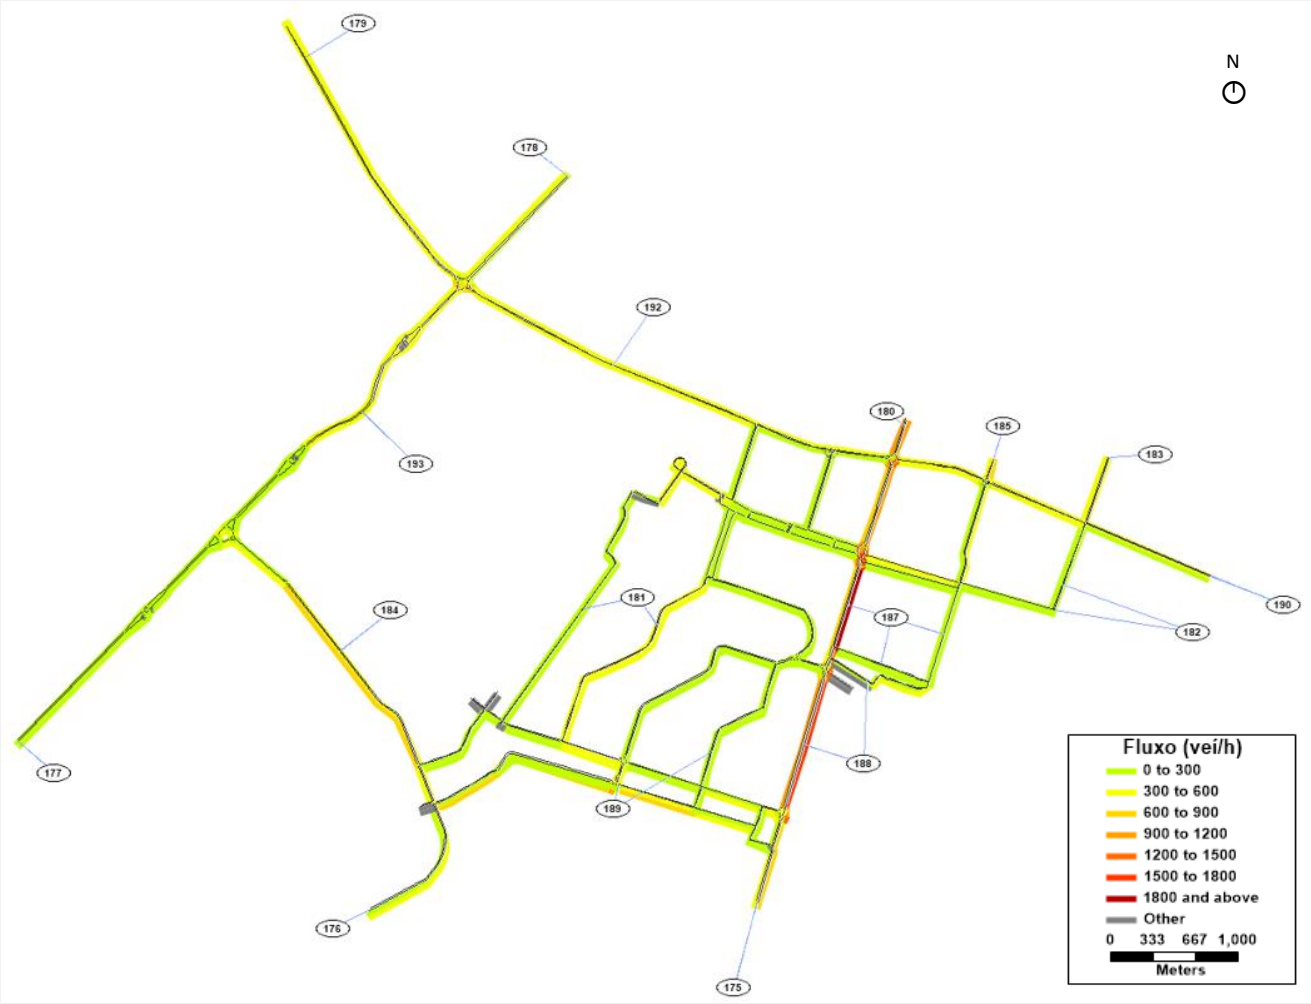 179
N
178
192
180
185
183
193
181
184
187
190
182
177
188
189
176
175
Fluxo (veí/h)
0 to 300
300 to 600
600 to 900
900 to 1200
1200 to 1500
1500 to 1800
1800 and above
Other
0 333 667 1,000
Meters